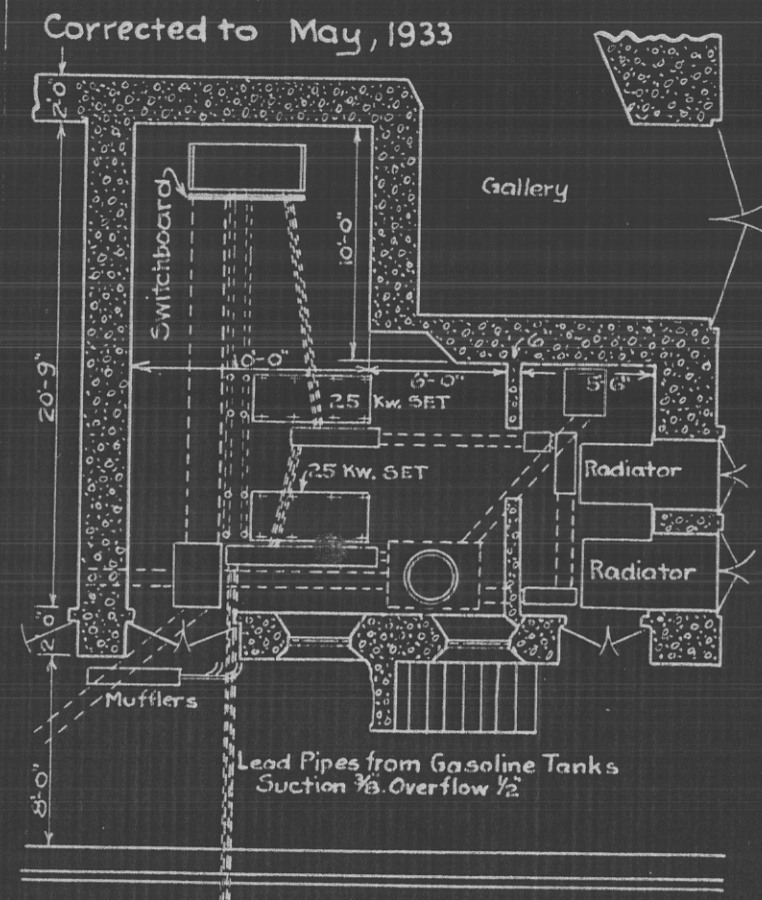 Corrected to May, 1933
2'-0"
Gallery
Switchboard
10'-0"
20'-9"
10'-0"
6'-0"
6"
5'-6"
25 Kw. SET
25 Kw. SET
Radiator
Radiator
2'-0"
Mufflers
8'-0"
Lead Pipes from Gasoline Tanks
Suction 3/8". Overflow 1/2"